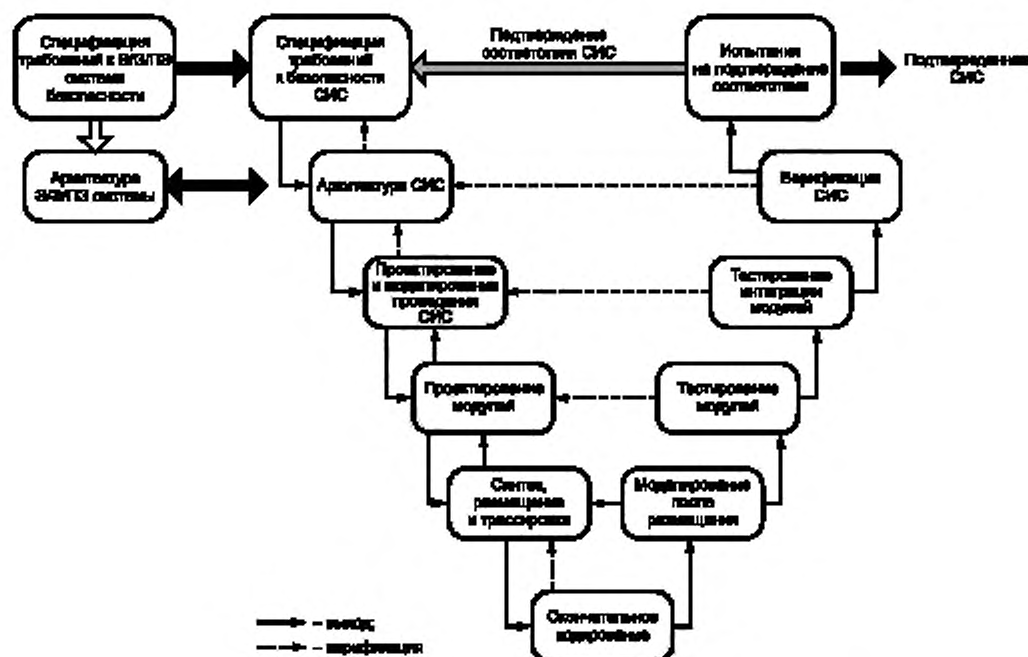 Спецификация
требований к Э/Э/ПЭ
системе
безопасности
Спецификация
требований
к безопасности
СИС
Подтверждение
соответствия СИС
Испытания
на подтверждение
соответствия
СИС
Архитектура
Э/Э/ПЭ системы
Архитектура СИС
Верификация
СИС
Проектирование
и моделирование
поведения
СИС
Тестирование
интеграции
модулей
Проектирование
модулей
Тестирование
модулей
Синтез,
размещение
и трассировка
Моделирование
после
размещения
Окончательное
кодирование
– выход;
– верификация